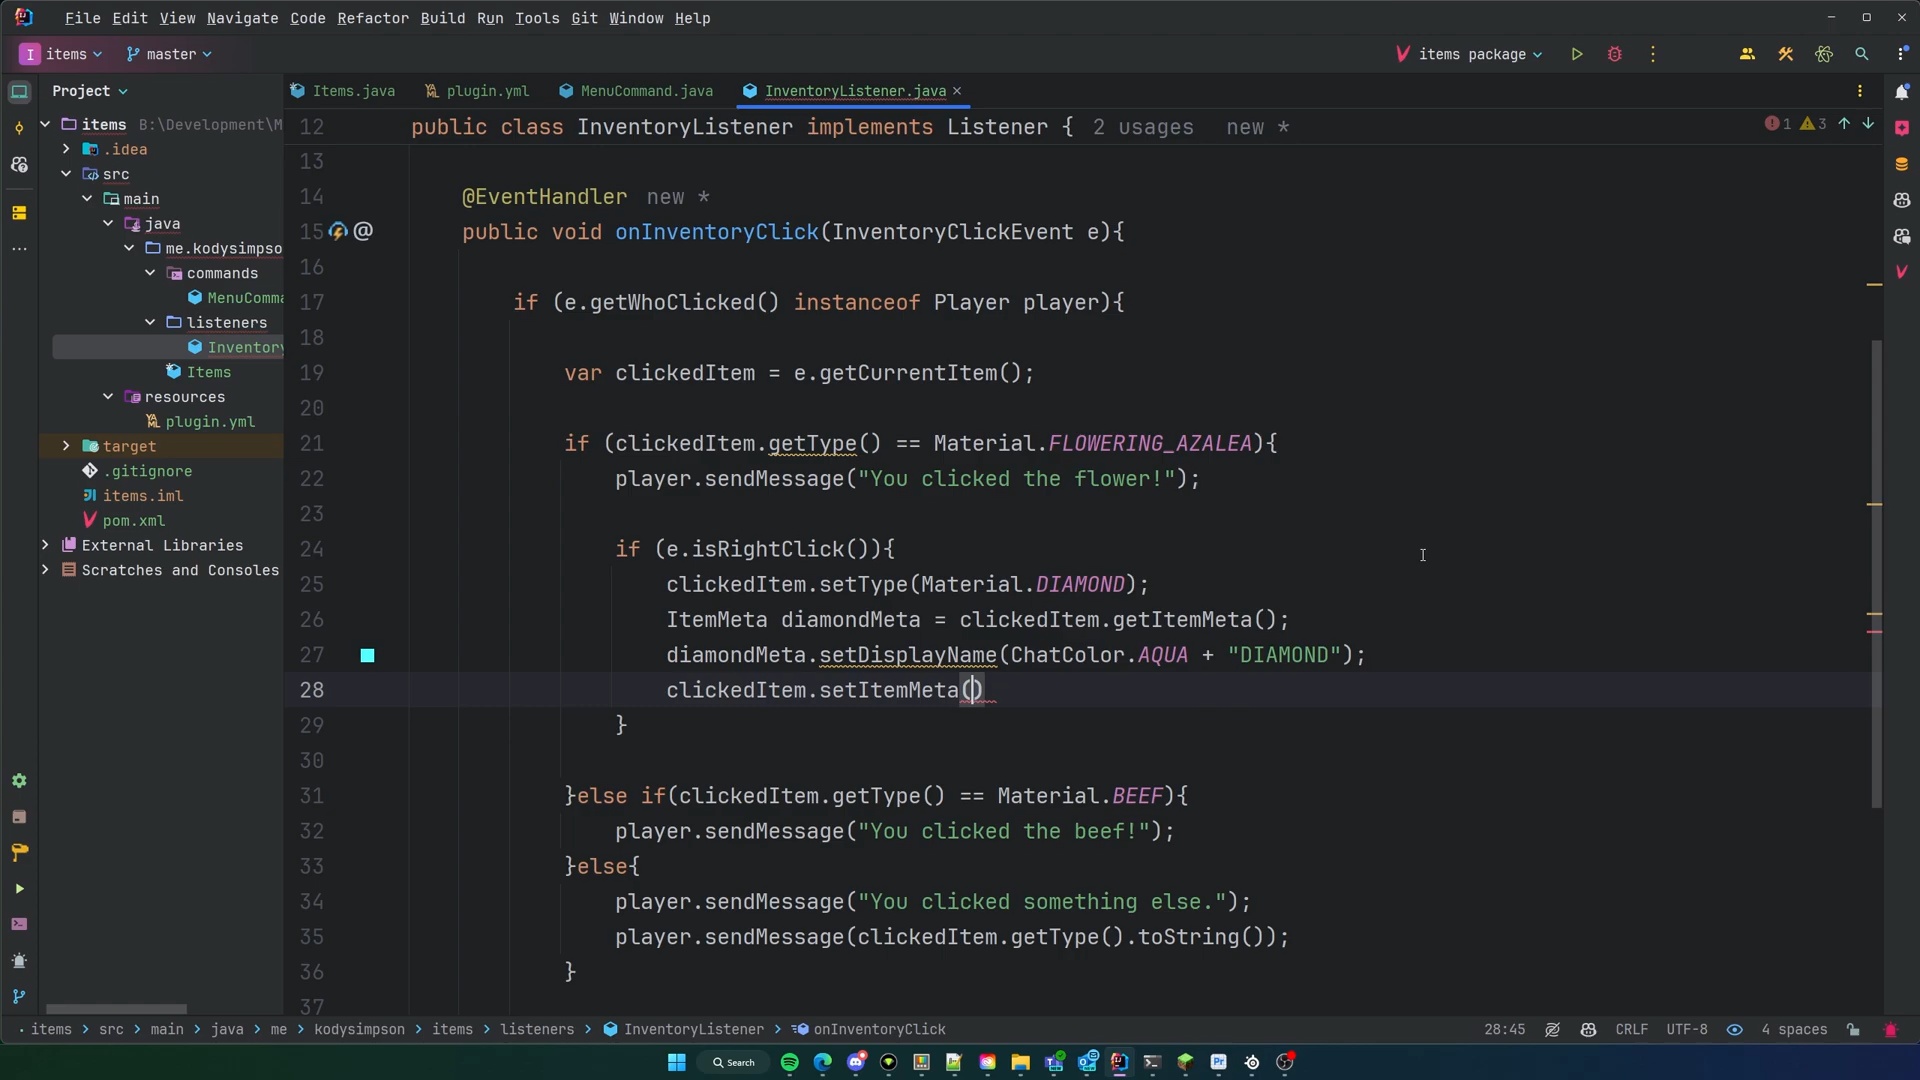 File Edit View Navigate Code Refactor Build Run Tools Git Window Help
I items master items package
Project
Items.java plugin.yml MenuCommand.java InventoryListener.java
items B:\Development\M
.idea
src
main
java
me.kodysimpso
commands
MenuComma
listeners
Inventory
Items
resources
plugin.yml
target
.gitignore
items.iml
pom.xml
External Libraries
Scratches and Consoles
12 public class InventoryListener implements Listener { 2 usages new *
1 3
13
14 @EventHandler new *
15 @ public void onInventoryClick(InventoryClickEvent e){
16
17 if (e.getWhoClicked() instanceof Player player){
18
19 var clickedItem = e.getCurrentItem();
20
21 if (clickedItem.getType() == Material.FLOWERING_AZALEA){
22 player.sendMessage("You clicked the flower!");
23
24 if (e.isRightClick()){
25 clickedItem.setType(Material.DIAMOND);
26 ItemMeta diamondMeta = clickedItem.getItemMeta();
27 diamondMeta.setDisplayName(ChatColor.AQUA + "DIAMOND");
28 clickedItem.setItemMeta()
29 }
30
31 }else if(clickedItem.getType() == Material.BEEF){
32 player.sendMessage("You clicked the beef!");
33 }else{
34 player.sendMessage("You clicked something else.");
35 player.sendMessage(clickedItem.getType().toString());
36 }
37
items > src > main > java > me > kodysimpson > items > listeners > InventoryListener > onInventoryClick 28:45 CRLF UTF-8 4 spaces
Search Pr